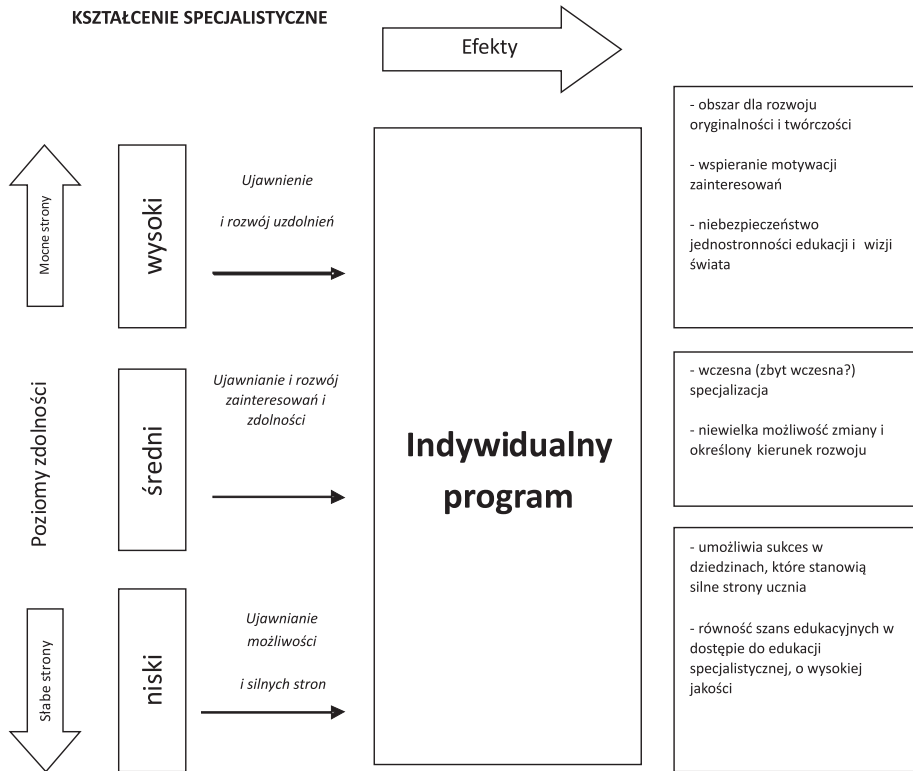 KSZTAŁCENIE SPECJALISTYCZNE
Efekty
Mocne strony
Poziomy zdolności
Słabe strony
wysoki
Ujawnienie
i rozwój uzdolnień
średni
Ujawnianie i rozwój
zainteresowań i
zdolności
niski
Ujawnianie
możliwości
i silnych stron
Indywidualny
program
- obszar dla rozwoju
oryginalności i twórczości
- wspieranie motywacji
zainteresowań
- niebezpieczeństwo
jednostronności edukacji i wizji
świata
- wczesna (zbyt wczesna?)
specjalizacja
- niewielka możliwość zmiany i
określony kierunek rozwoju
- umożliwia sukces w
dziedzinach, które stanowią
silne strony ucznia
- równość szans edukacyjnych w
dostępie do edukacji
specjalistycznej, o wysokiej
jakości